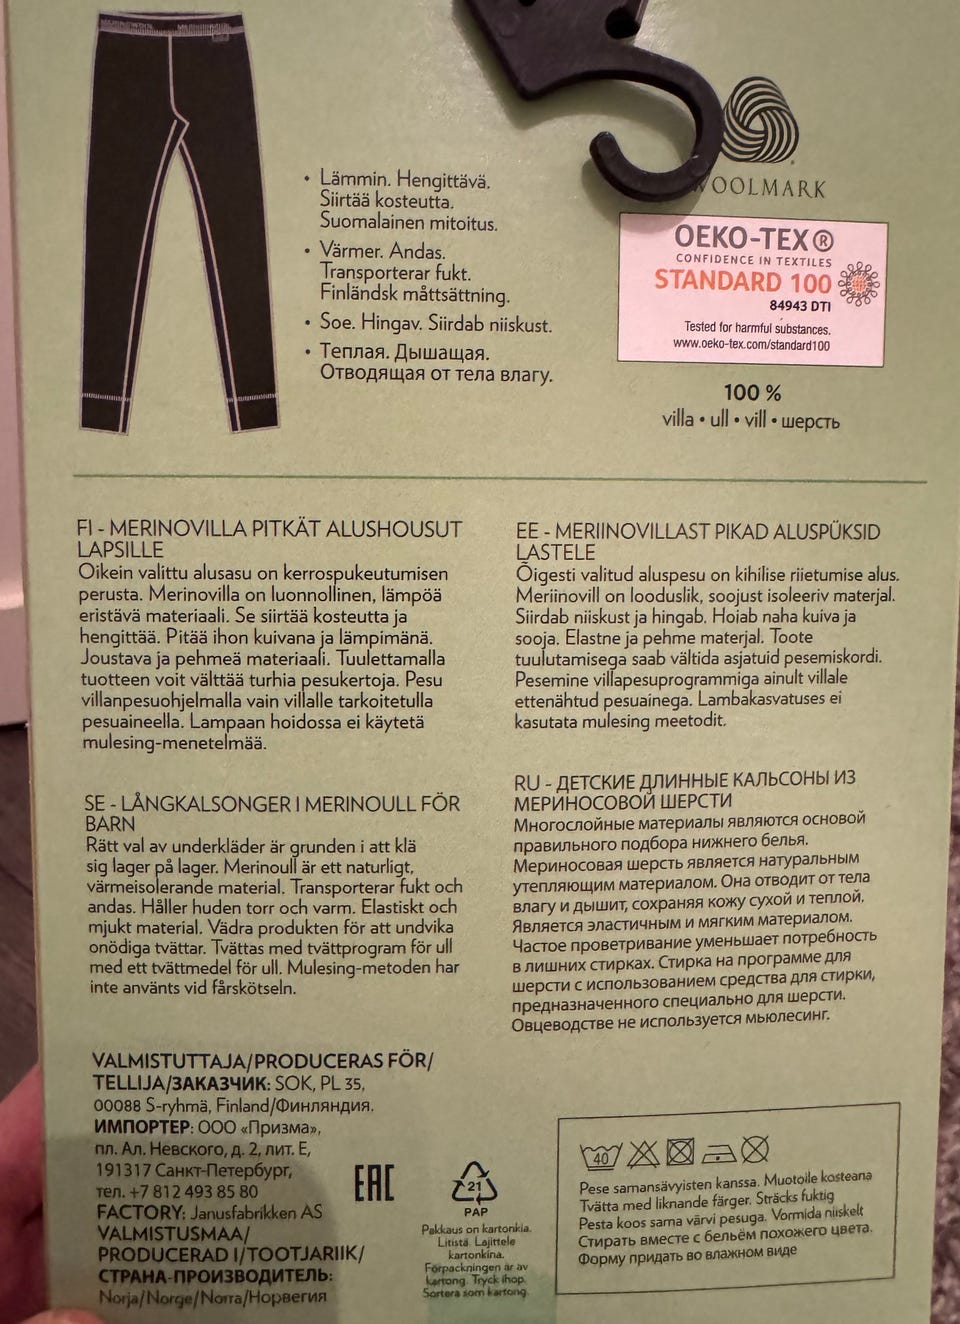 • Lämmin. Hengittävä.
Siirtää kosteutta.
Suomalainen mitoitus.
• Värmer. Andas.
Transporterar fukt.
Finländsk måttsättning.
• Soe. Hingav. Siirdab niiskust.
• Теплая. Дышащая.
Отводящая от тела влагу.
WOOLMARK
OEKO-TEX®
CONFIDENCE IN TEXTILES
STANDARD 100
84943 DTI
Tested for harmful substances.
www.oeko-tex.com/standard100
100 %
villa • ull • vill • шерсть
FI - MERINOVILLA PITKÄT ALUSHOUSUT
LAPSILLE
Oikein valittu alusasu on kerrospukeutumisen
perusta. Merinovilla on luonnollinen, lämpöä
eristävä materiaali. Se siirtää kosteutta ja
hengittää. Pitää ihon kuivana ja lämpimänä.
Joustava ja pehmeä materiaali. Tuulettamalla
tuotteen voit välttää turhia pesukertoja. Pesu
villanpesuohjelmalla vain villalle tarkoitetulla
pesuaineella. Lampaan hoidossa ei käytetä
mulesing-menetelmää.
EE - MERIINOVILLAST PIKAD ALUSPÜKSID
LASTELE
Õigesti valitud aluspesu on kihilise riietumise alus.
Meriinovill on looduslik, soojust isoleeriv materjal.
Siirdab niiskust ja hingab. Hoiab naha kuiva ja
sooja. Elastne ja pehme materjal. Toote
tuulutamisega saab vältida asjatuid pesemiskordi.
Pesemine villapesuprogrammiga ainult villale
ettenähtud pesuainega. Lambakasvatuses ei
kasutata mulesing meetodit.
SE - LÅNGKALSONGER I MERINOULL FÖR
BARN
Rätt val av underkläder är grunden i att klä
sig lager på lager. Merinoull är ett naturligt,
värmeisolerande material. Transporterar fukt och
andas. Håller huden torr och varm. Elastiskt och
mjukt material. Vädra produkten för att undvika
onödiga tvättar. Tvättas med tvättprogram för ull
med ett tvättmedel för ull. Mulesing-metoden har
inte använts vid fårskötseln.
RU - ДЕТСКИЕ ДЛИННЫЕ КАЛЬСОНЫ ИЗ
МЕРИНОСОВОЙ ШЕРСТИ
Многослойные материалы являются основой
правильного подбора нижнего белья.
Мериносовая шерсть является натуральным
утепляющим материалом. Она отводит от тела
влагу и дышит, сохраняя кожу сухой и теплой.
Является эластичным и мягким материалом.
Частое проветривание уменьшает потребность
в лишних стирках. Стирка на программе для
шерсти с использованием средства для стирки,
предназначенного специально для шерсти.
Овцеводстве не используется мьюлесинг.
VALMISTUTTAJA/PRODUCERAS FÖR/
TELLIJA/ЗАКАЗЧИК: SOK, PL 35,
00088 S-ryhmä, Finland/Финляндия.
ИМПОРТЕР: ООО «Призма»,
пл. Ал. Невского, д. 2, лит. Е,
191317 Санкт-Петербург,
тел. +7 812 493 85 80
FACTORY: Janusfabrikken AS
VALMISTUSMAA/
PRODUCERAD I/TOOTJARIIK/
СТРАНА-ПРОИЗВОДИТЕЛЬ:
Norja/Norge/Norra/Норвегия
EAC
21
PAP
Pakkaus on kartonkia.
Litistä. Lajittele
kartonkina.
Förpackningen är av
kartong. Tryck ihop.
Sortera som kartong.
40
Pese samansävyisten kanssa. Muotoile kosteana
Tvätta med liknande färger. Sträcks fuktig
Pesta koos sama värvi pesuga. Vormida niiskelt
Стирать вместе с бельём похожего цвета.
Форму придать во влажном виде